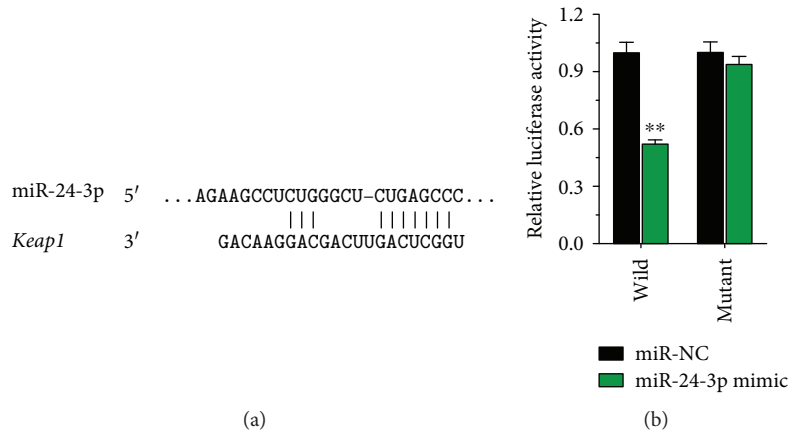 miR-24-3p 5′ ...AGAAGCCUCUGGGCU–CUGAGCCC...
Keap1 3′ GACAAGGACGACUUGACUCGGU
(a)
Relative luciferase activity
1.2
0.9
0.6
0.3
0.0
**
Wild
Mutant
miR-NC
miR-24-3p mimic
(b)